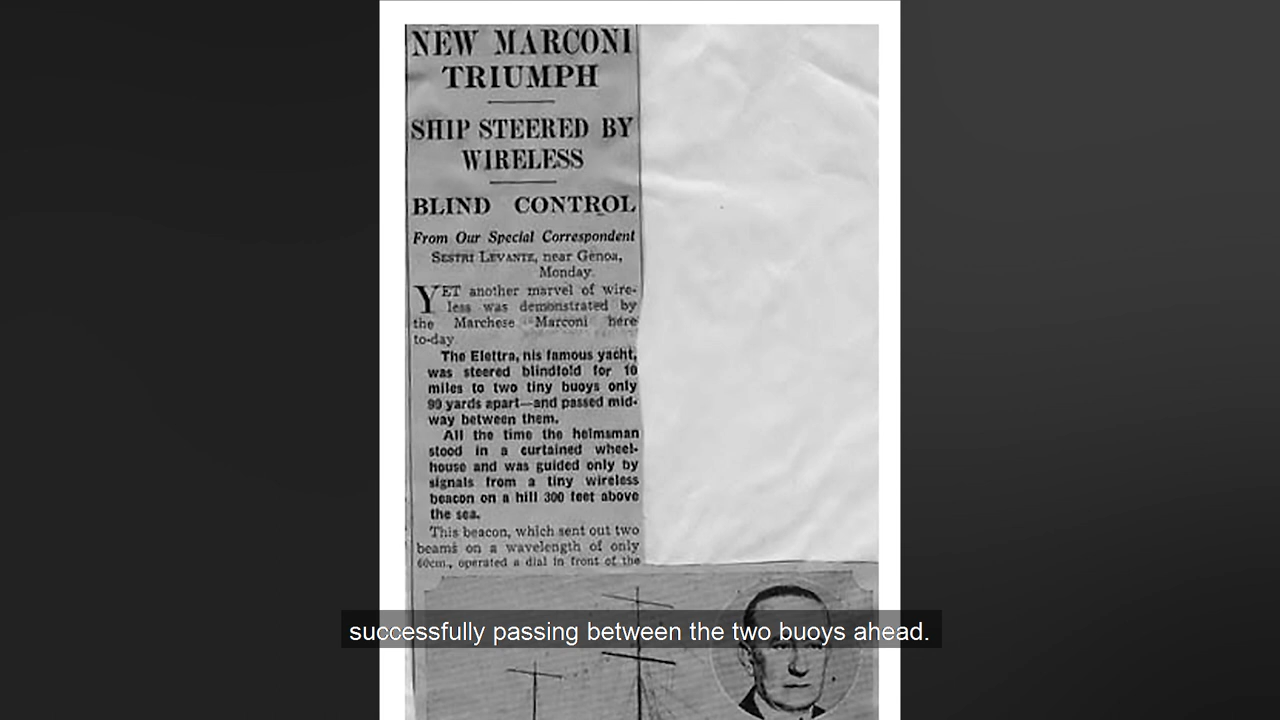 NEW MARCONI
TRIUMPH
SHIP STEERED BY
WIRELESS
BLIND CONTROL
From Our Special Correspondent
SESTRI LEVANTE, near Genoa,
Monday.
YET another marvel of wire-
less was demonstrated by
the Marchese Marconi here
to-day.
The Elettra, his famous yacht,
was steered blindfold for 10
miles to two tiny buoys only
99 yards apart—and passed mid-
way between them.
All the time the helmsman
stood in a curtained wheel-
house and was guided only by
signals from a tiny wireless
beacon on a hill 300 feet above
the sea.
This beacon, which sent out two
beams on a wavelength of only
60cm., operated a dial in front of the
successfully passing between the two buoys ahead.